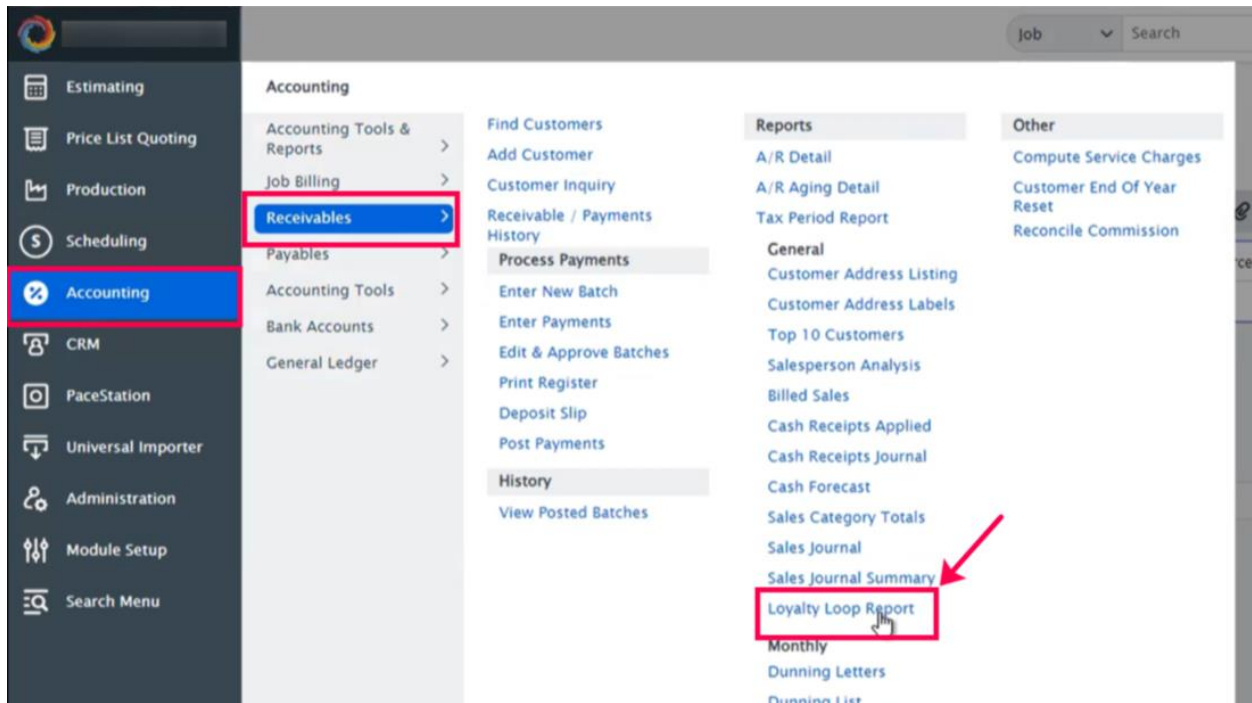 Job
Search
Estimating
Price List Quoting
Production
Scheduling
Accounting
CRM
PaceStation
Universal Importer
Administration
Module Setup
Search Menu
Accounting
Accounting Tools &
Reports
Job Billing
Receivables
Payables
Accounting Tools
Bank Accounts
General Ledger
Find Customers
Add Customer
Customer Inquiry
Receivable / Payments
History
Process Payments
Enter New Batch
Enter Payments
Edit & Approve Batches
Print Register
Deposit Slip
Post Payments
History
View Posted Batches
Reports
A/R Detail
A/R Aging Detail
Tax Period Report
General
Customer Address Listing
Customer Address Labels
Top 10 Customers
Salesperson Analysis
Billed Sales
Cash Receipts Applied
Cash Receipts Journal
Cash Forecast
Sales Category Totals
Sales Journal
Sales Journal Summary
Loyalty Loop Report
Monthly
Dunning Letters
Dunning List
Other
Compute Service Charges
Customer End Of Year
Reset
Reconcile Commission